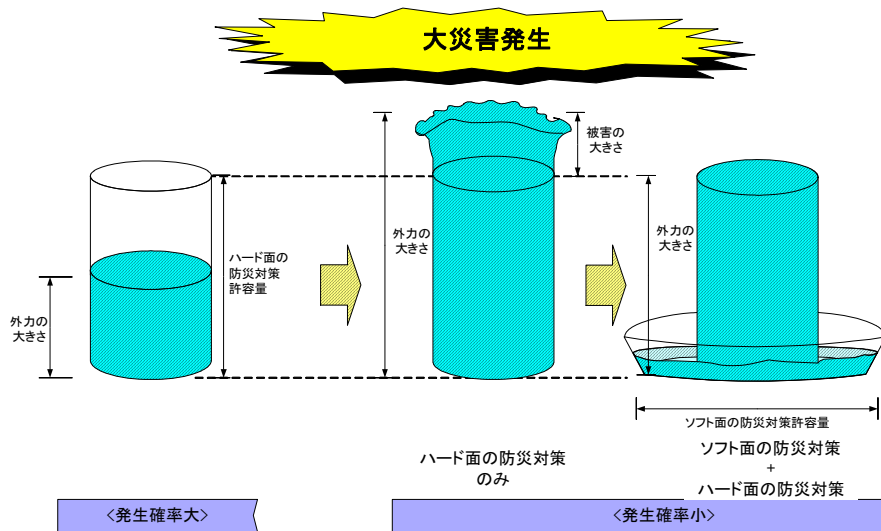 大災害発生
外力の
大きさ
ハード面の
防災対策
許容量
外力の
大きさ
被害の
大きさ
外力の
大きさ
ソフト面の防災対策許容量
ハード面の防災対策
のみ
ソフト面の防災対策
+
ハード面の防災対策
<発生確率大>
<発生確率小>